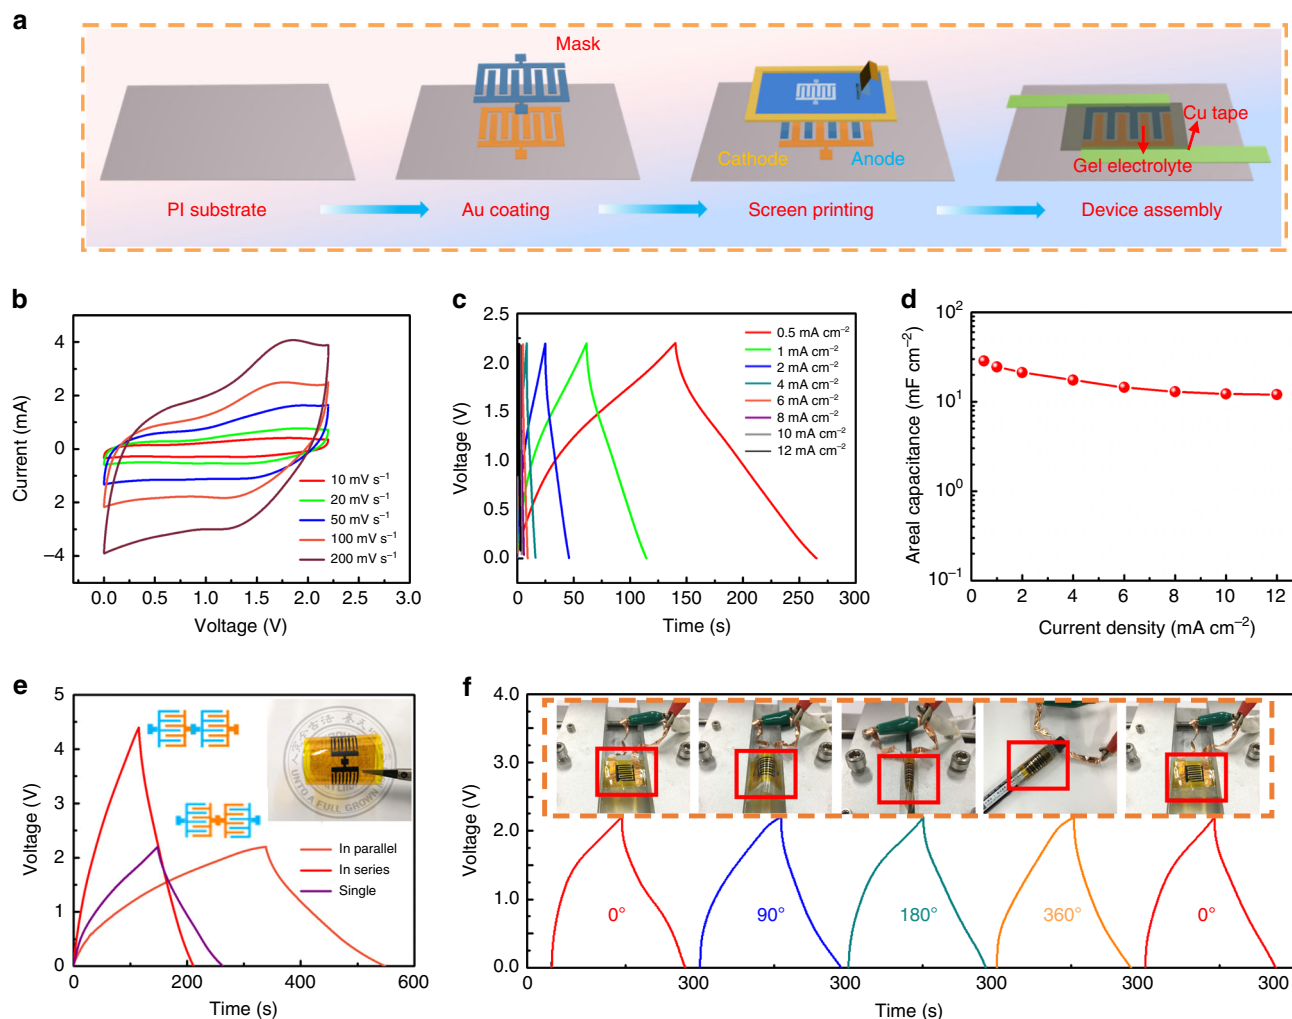 a
Mask
Cathode
Anode
Cu tape
Gel electrolyte
PI substrate
Au coating
Screen printing
Device assembly
b
Current (mA)
4
2
0
2
−4
10 mV s⁻¹
20 mV s⁻¹
50 mV s⁻¹
100 mV s⁻¹
200 mV s⁻¹
0.0 0.5 1.0 1.5 2.0 2.5 3.0
Voltage (V)
c
Voltage (V)
2.5
2.0
1.5
1.0
0.5
0.0
0.5 mA cm⁻²
1 mA cm⁻²
2 mA cm⁻²
4 mA cm⁻²
6 mA cm⁻²
8 mA cm⁻²
10 mA cm⁻²
12 mA cm⁻²
0 50 100 150 200 250 300
Time (s)
d
Areal capacitance (mF cm⁻²)
10²
10¹
10⁰
10⁻¹
2 4 6 8 10 12
Current density (mA cm⁻²)
e
Voltage (V)
5
4
3
2
1
0
UNTO A FULL GROWN
In parallel
In series
Single
0 200 400 600
Time (s)
f
Voltage (V)
4.0
3.0
2.0
1.0
0.0
0° 90° 180° 360° 0°
0 300 300 300 300 300
Time (s)